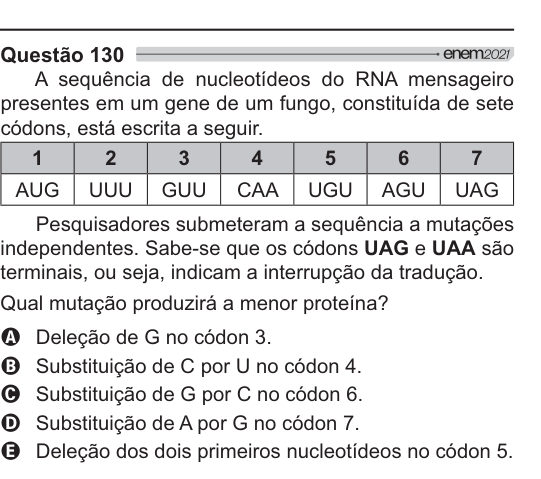 Questão 130 enem2021
A sequência de nucleotídeos do RNA mensageiro
presentes em um gene de um fungo, constituída de sete
códons, está escrita a seguir.
1 2 3 4 5 6 7
AUG UUU GUU CAA UGU AGU UAG
Pesquisadores submeteram a sequência a mutações
independentes. Sabe-se que os códons UAG e UAA são
terminais, ou seja, indicam a interrupção da tradução.
Qual mutação produzirá a menor proteína?
A Deleção de G no códon 3.
B Substituição de C por U no códon 4.
C Substituição de G por C no códon 6.
D Substituição de A por G no códon 7.
E Deleção dos dois primeiros nucleotídeos no códon 5.